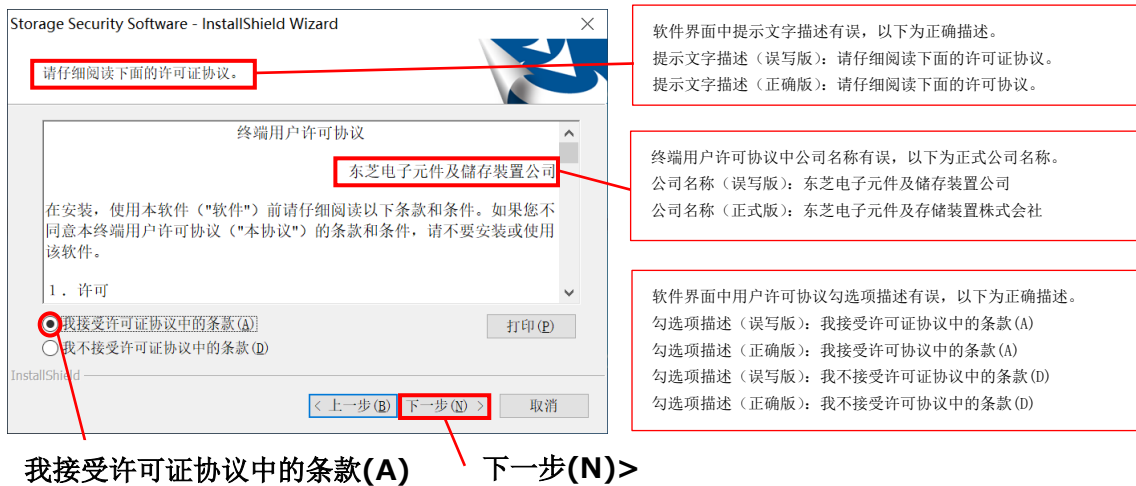 Storage Security Software - InstallShield Wizard
请仔细阅读下面的许可证协议。
终端用户许可协议
东芝电子元件及储存装置公司
在安装，使用本软件（"软件"）前请仔细阅读以下条款和条件。如果您不
同意本终端用户许可协议（"本协议"）的条款和条件，请不要安装或使用
该软件。
1．许可
我接受许可证协议中的条款(A)
打印(P)
我不接受许可证协议中的条款(D)
InstallShield
< 上一步(B)
下一步(N) >
取消
我接受许可证协议中的条款(A)
下一步(N)>
软件界面中提示文字描述有误，以下为正确描述。
提示文字描述（误写版）：请仔细阅读下面的许可证协议。
提示文字描述（正确版）：请仔细阅读下面的许可协议。
终端用户许可协议中公司名称有误，以下为正式公司名称。
公司名称（误写版）：东芝电子元件及储存装置公司
公司名称（正式版）：东芝电子元件及存储装置株式会社
软件界面中用户许可协议勾选项描述有误，以下为正确描述。
勾选项描述（误写版）：我接受许可证协议中的条款(A)
勾选项描述（正确版）：我接受许可协议中的条款(A)
勾选项描述（误写版）：我不接受许可证协议中的条款(D)
勾选项描述（正确版）：我不接受许可协议中的条款(D)